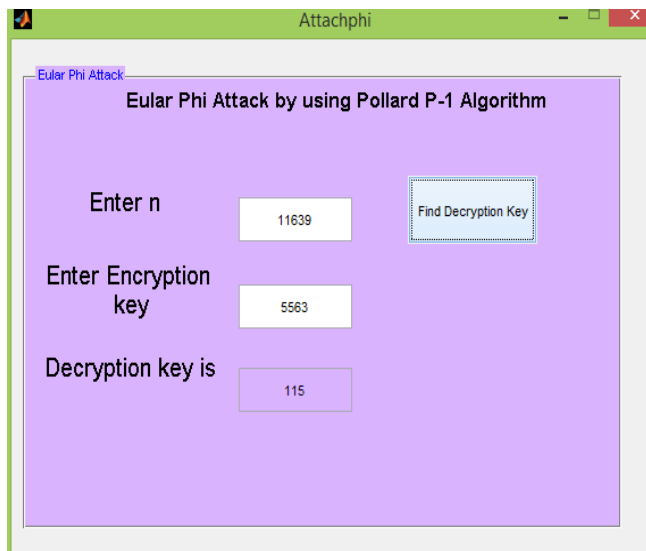 Attachphi
Eular Phi Attack
Eular Phi Attack by using Pollard P-1 Algorithm
Enter n
11639
Find Decryption Key
Enter Encryption
key
5563
Decryption key is
115